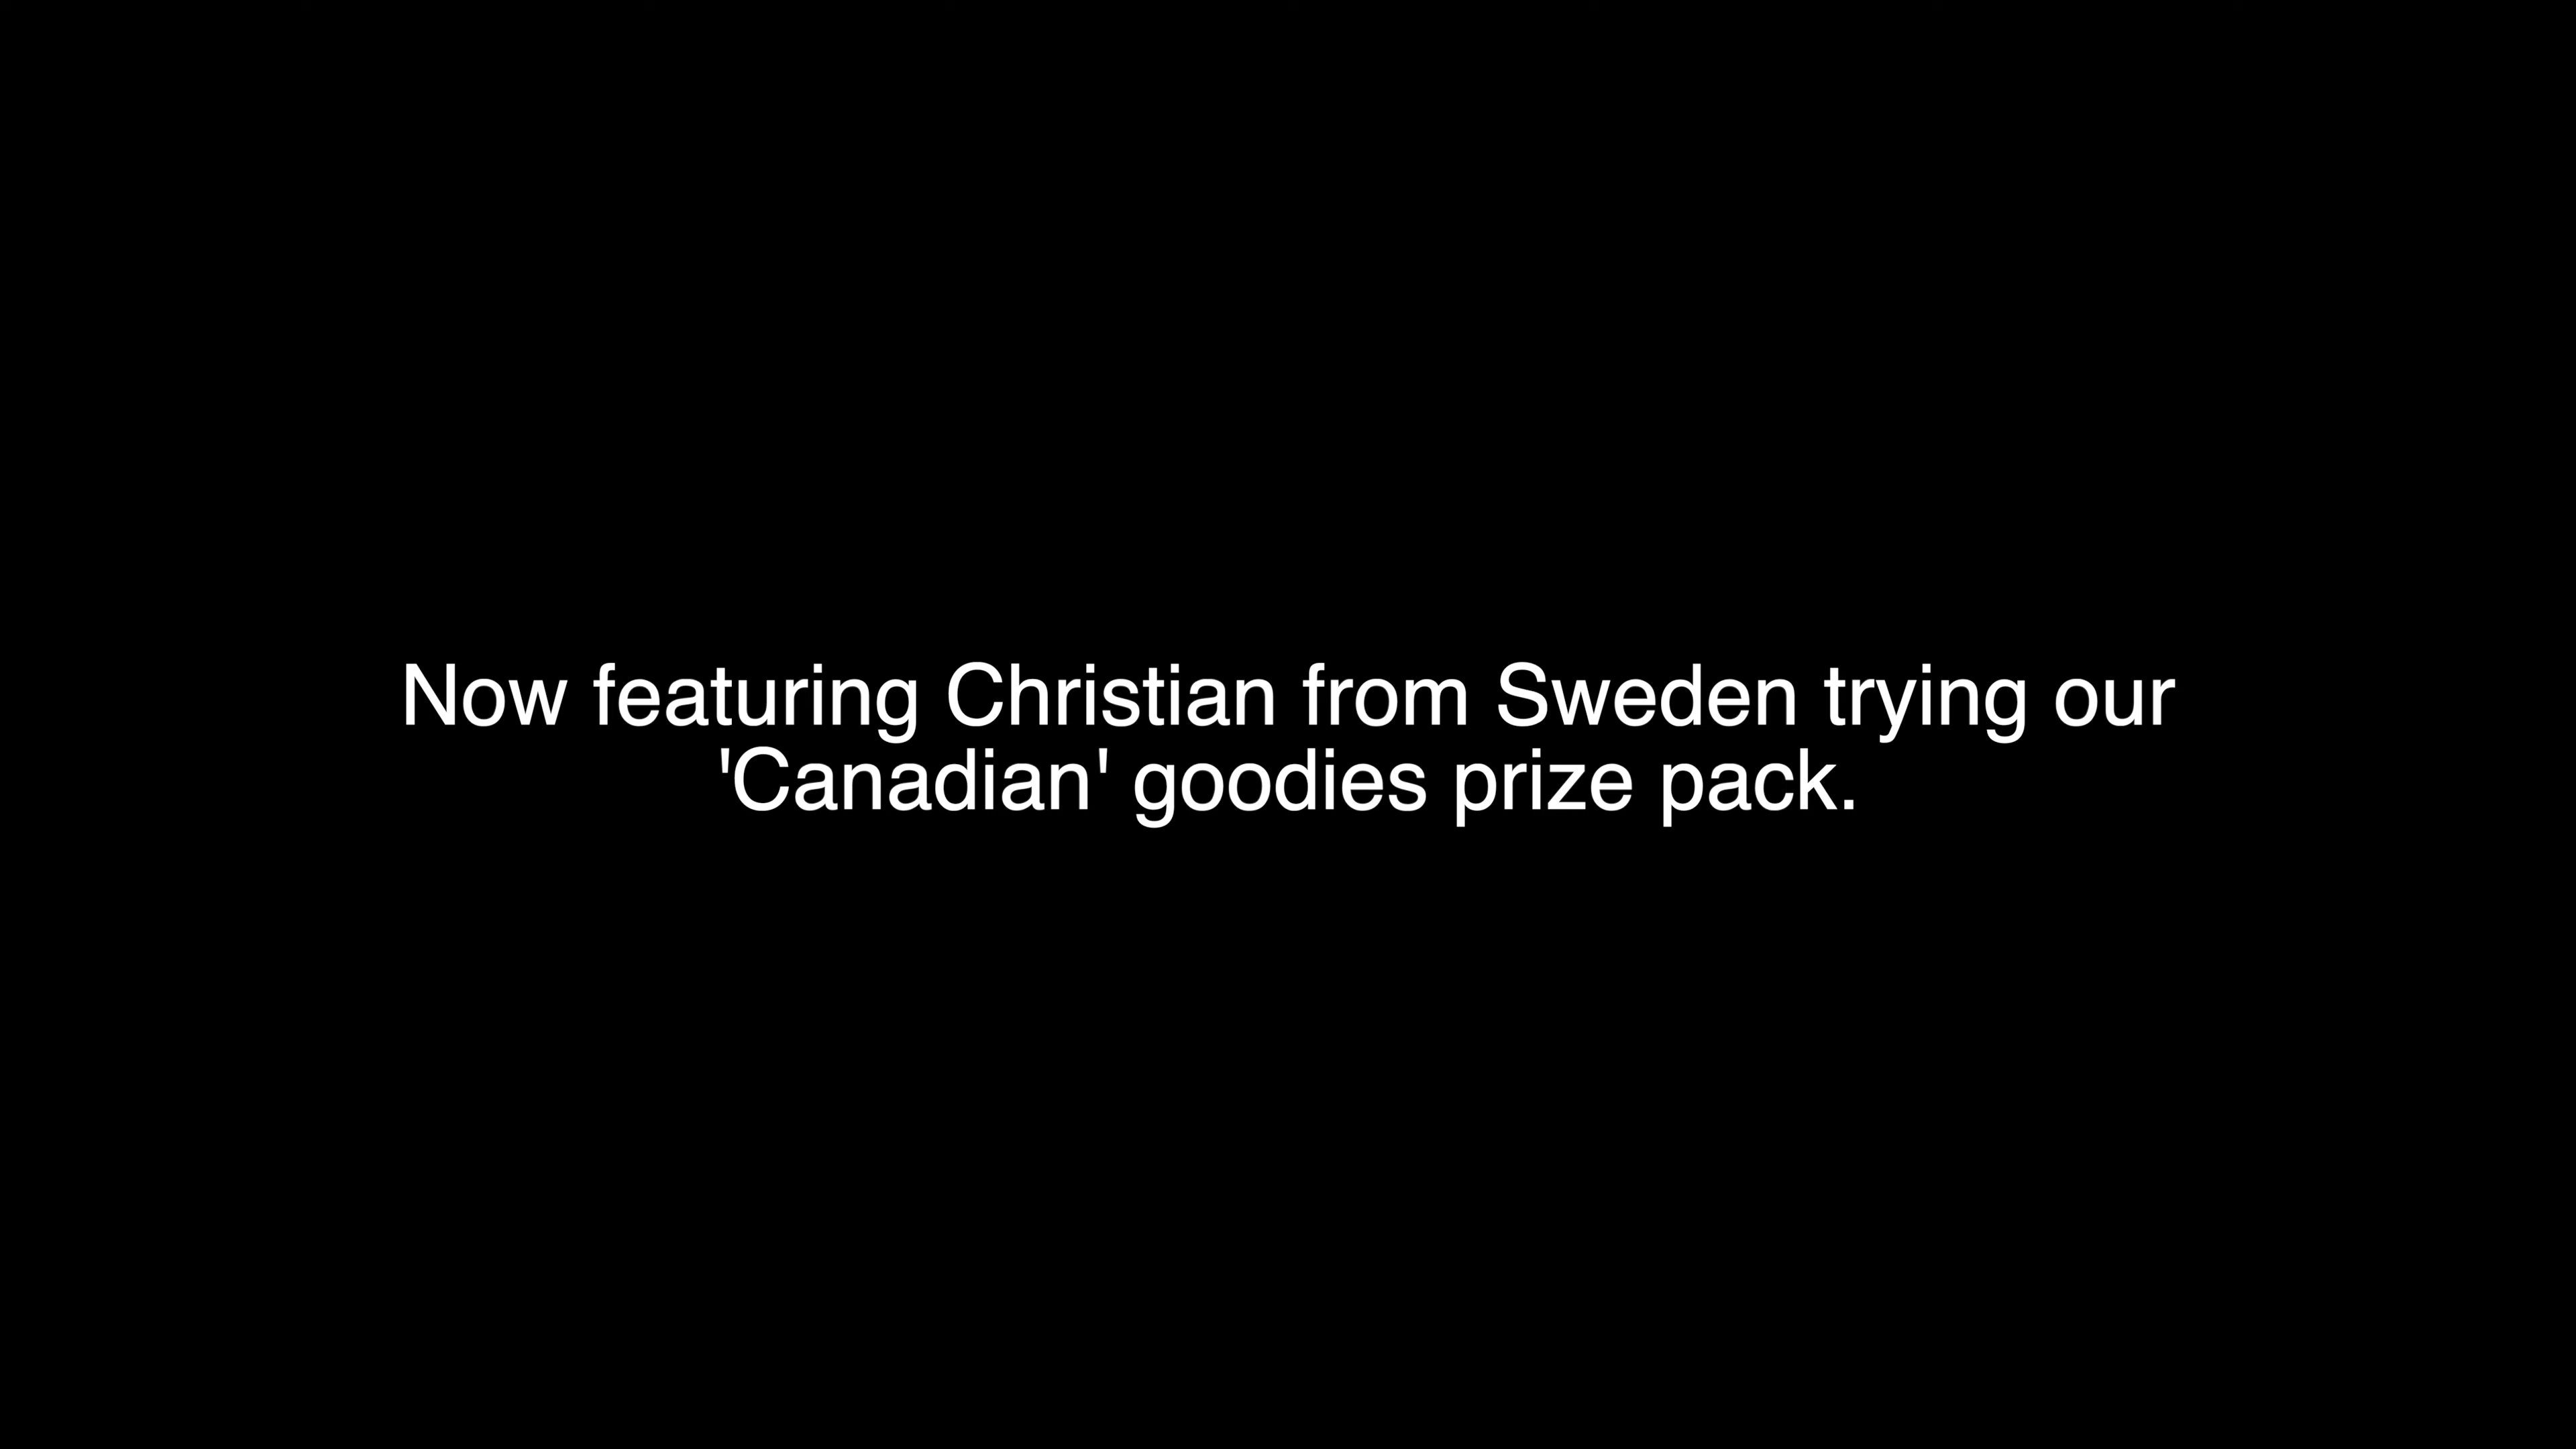 Now featuring Christian from Sweden trying our
'Canadian' goodies prize pack.